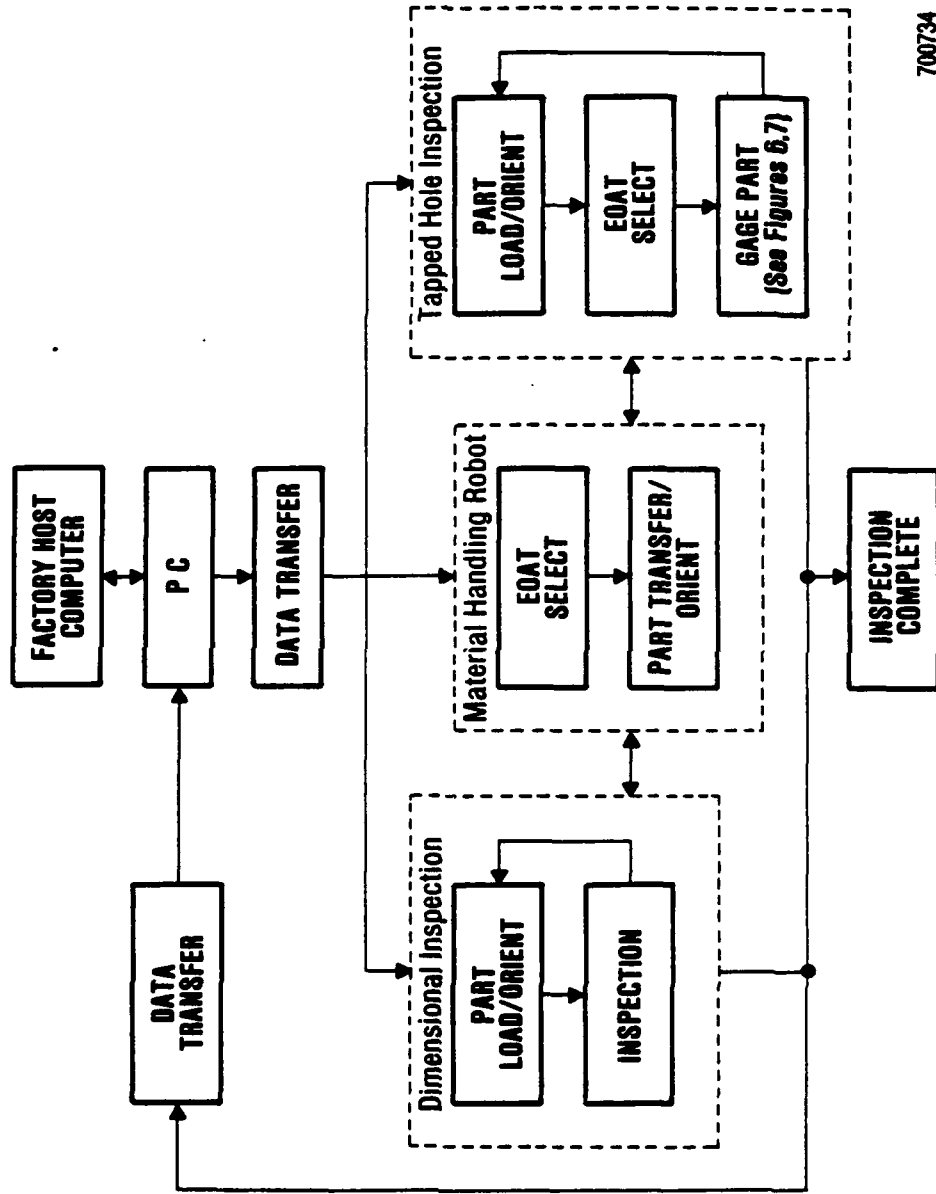 FACTORY HOST
COMPUTER
PC
DATA TRANSFER
DATA
TRANSFER
Dimensional Inspection
PART
LOAD/ORIENT
INSPECTION
Material Handling Robot
EOAT
SELECT
PART TRANSFER/
ORIENT
Tapped Hole Inspection
PART
LOAD/ORIENT
EOAT
SELECT
GAGE PART
(See Figures 6,7)
INSPECTION
COMPLETE
700734